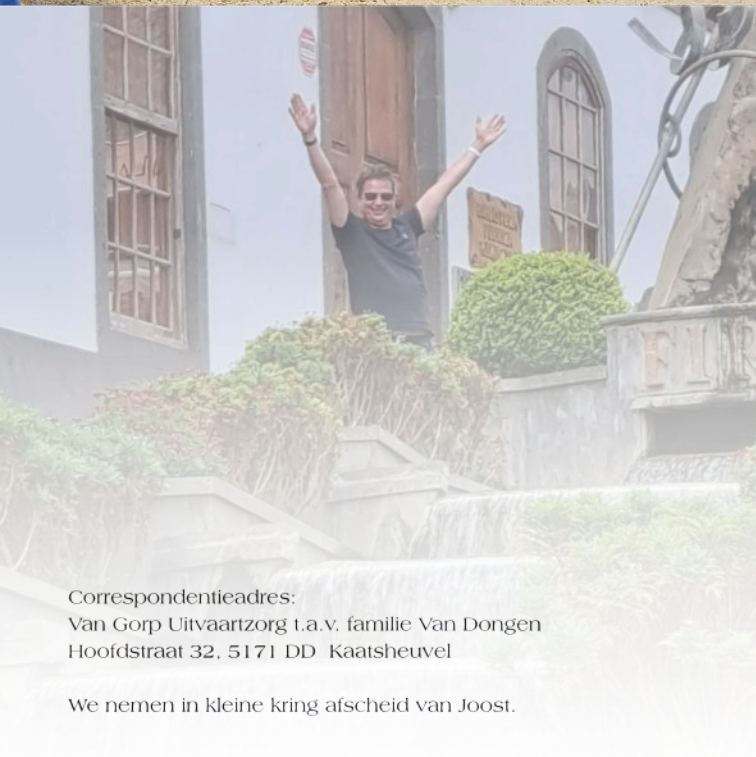 Correspondentieadres:
Van Gorp Uitvaartzorg t.a.v. familie Van Dongen
Hoofdstraat 32, 5171 DD Kaatsheuvel
We nemen in kleine kring afscheid van Joost.